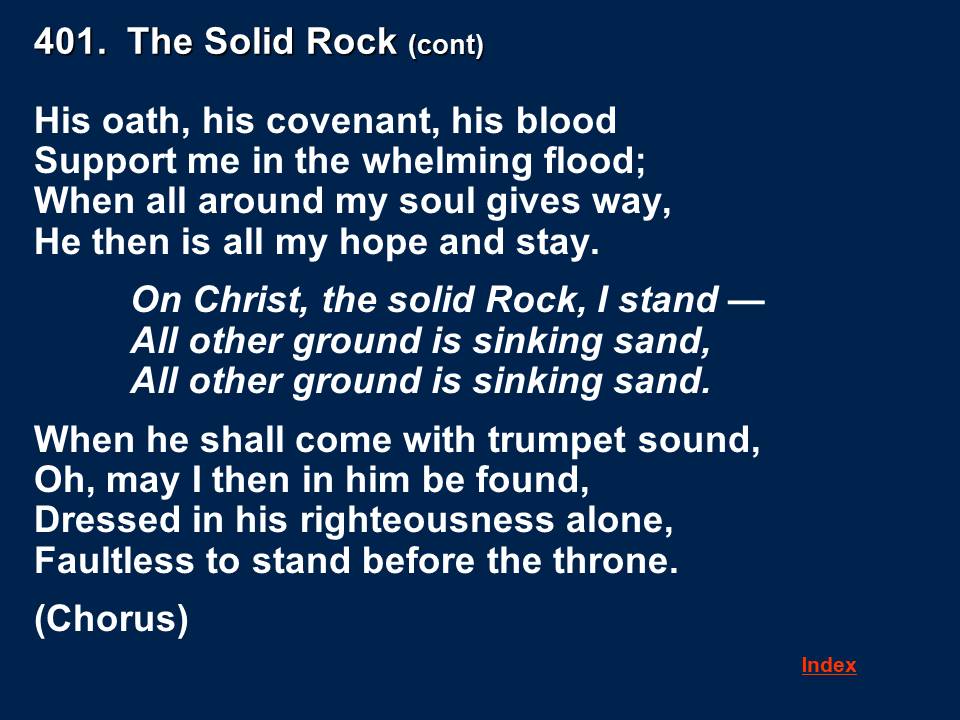 401.  The Solid Rock (cont)
His oath, his covenant, his blood
Support me in the whelming flood;
When all around my soul gives way,
He then is all my hope and stay.
On Christ, the solid Rock, I stand —
All other ground is sinking sand,
All other ground is sinking sand.
When he shall come with trumpet sound,
Oh, may I then in him be found,
Dressed in his righteousness alone,
Faultless to stand before the throne.
(Chorus)
Index